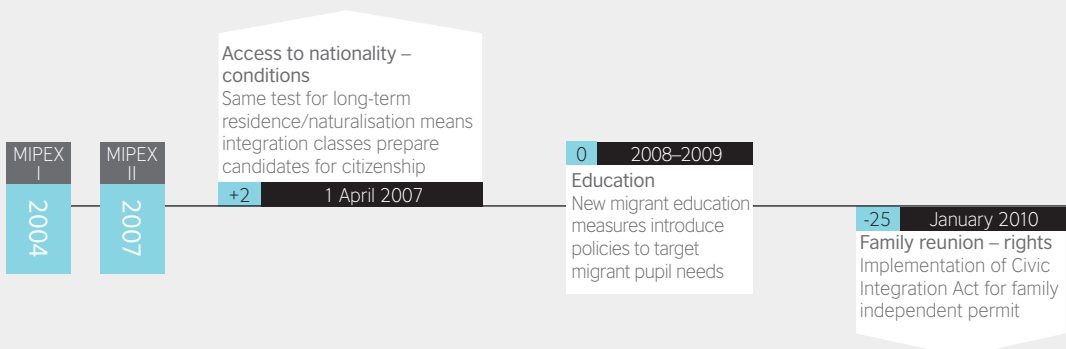 MIPEX
I
2004
MIPEX
II
2007
Access to nationality –
conditions
Same test for long-term
residence/naturalisation means
integration classes prepare
candidates for citizenship
+2 1 April 2007
0 2008–2009
Education
New migrant education
measures introduce
policies to target
migrant pupil needs
-25 January 2010
Family reunion – rights
Implementation of Civic
Integration Act for family
independent permit